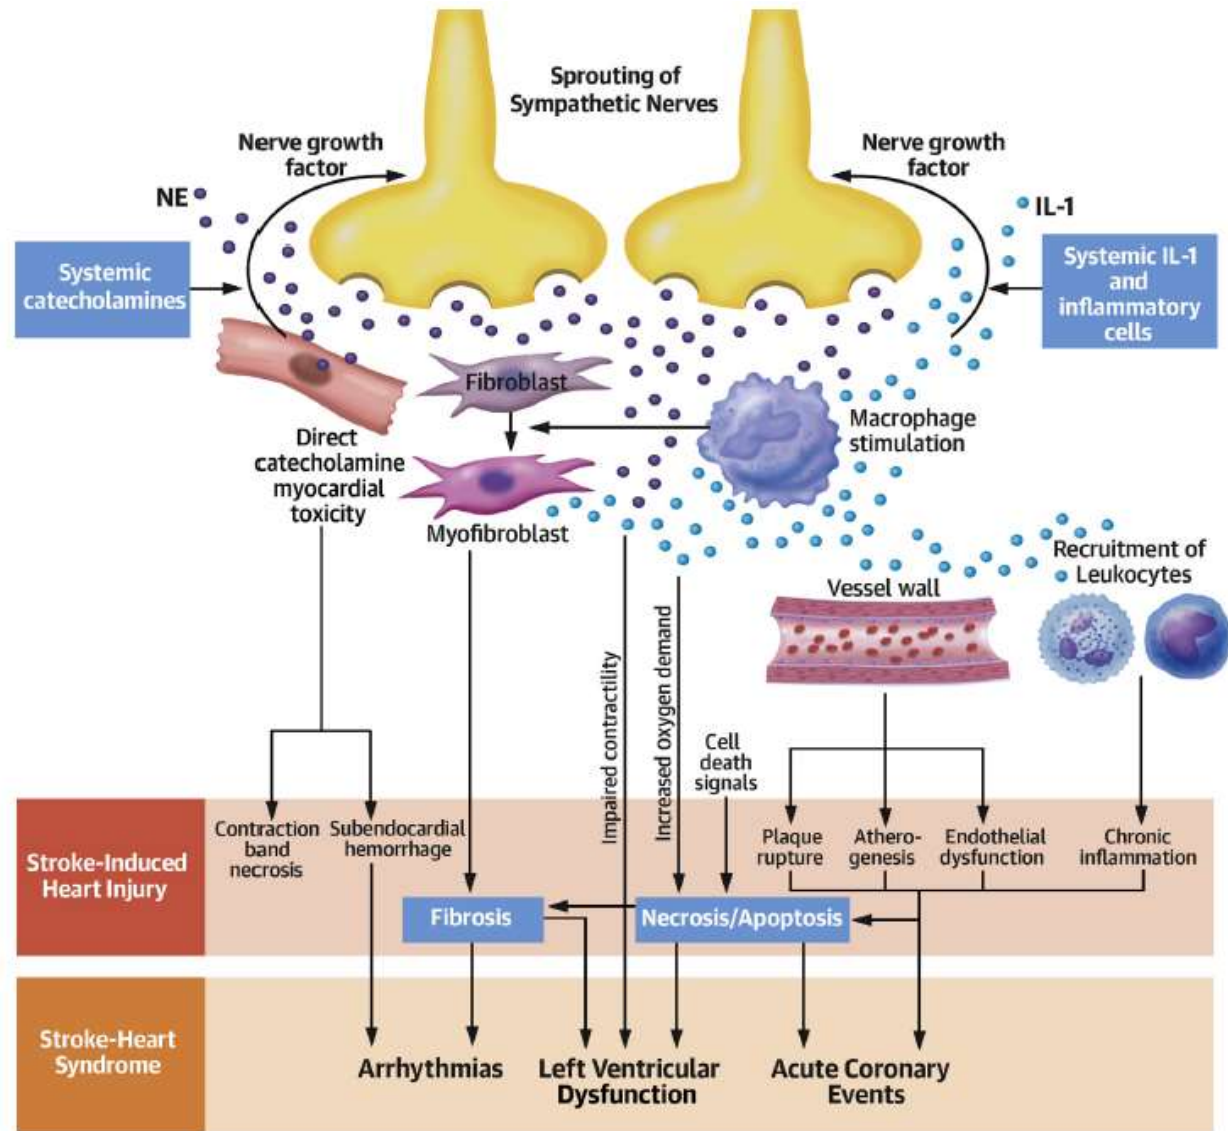 Sprouting of
Sympathetic Nerves
Nerve growth
factor
Nerve growth
factor
NE
IL-1
Systemic
catecholamines
Systemic IL-1
and
inflammatory
cells
Fibroblast
Macrophage
stimulation
Direct
catecholamine
myocardial
toxicity
Myofibroblast
Recruitment of
Leukocytes
Vessel wall
Impaired contractility
Increased oxygen demand
Cell
death
signals
Stroke-Induced
Heart Injury
Contraction
band
necrosis
Subendocardial
hemorrhage
Plaque
rupture
Athero-
genesis
Endothelial
dysfunction
Chronic
inflammation
Fibrosis
Necrosis/Apoptosis
Stroke-Heart
Syndrome
Arrhythmias
Left Ventricular
Dysfunction
Acute Coronary
Events